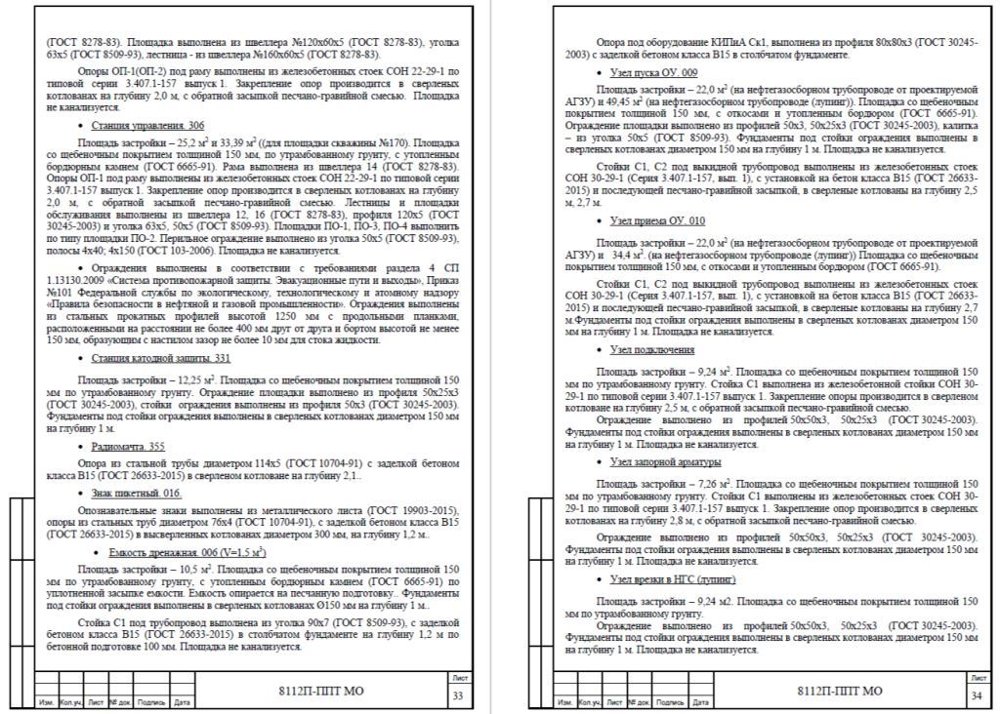 (ГОСТ 8278-83). Площадка выполнена из швеллера №120х60х5 (ГОСТ 8278-83), уголка
63х5 (ГОСТ 8509-93), лестница - из швеллера №160х60х5 (ГОСТ 8278-83).
Опоры ОП-1(ОП-2) под раму выполнены из железобетонных стоек СОН 22-29-1 по
типовой серии 3.407.1-157 выпуск 1. Закрепление опор производится в сверленых
котлованах на глубину 2,0 м, с обратной засыпкой песчано-гравийной смесью. Площадка
не канализуется.
• Станция управления. 306
Площадь застройки – 25,2 м² и 33,39 м² ((для площадки скважины №170). Площадка
со щебеночным покрытием толщиной 150 мм, по утрамбованному грунту, с утопленным
бордюрным камнем (ГОСТ 6665-91). Рама выполнена из швеллера 14 (ГОСТ 8278-83).
Опоры ОП-1 под раму выполнены из железобетонных стоек СОН 22-29-1 по типовой серии
3.407.1-157 выпуск 1. Закрепление опор производится в сверленых котлованах на глубину
2,0 м, с обратной засыпкой песчано-гравийной смесью. Лестницы и площадки
обслуживания выполнены из швеллера 12, 16 (ГОСТ 8278-83), профиля 120х5 (ГОСТ
30245-2003) и уголка 63х5, 50х5 (ГОСТ 8509-93). Площадки ПО-1, ПО-3, ПО-4 выполнить
по типу площадки ПО-2. Перильное ограждение выполнено из уголка 50х5 (ГОСТ 8509-93),
полосы 4х40; 4х150 (ГОСТ 103-2006). Площадка не канализуется.
• Ограждения выполнены в соответствии с требованиями раздела 4 СП
1.13130.2009 «Система противопожарной защиты. Эвакуационные пути и выходы», Приказ
№101 Федеральной службы по экологическому, технологическому и атомному надзору
«Правила безопасности в нефтяной и газовой промышленности». Ограждения выполнены
из стальных прокатных профилей высотой 1250 мм с продольными планками,
расположенными на расстоянии не более 400 мм друг от друга и бортом высотой не менее
150 мм, образующим с настилом зазор не более 10 мм для стока жидкости.
• Станция катодной защиты. 331
Площадь застройки – 12,25 м². Площадка со щебеночным покрытием толщиной 150
мм по утрамбованному грунту. Ограждение площадки выполнено из профиля 50х25х3
(ГОСТ 30245-2003), стойки ограждения выполнены из профиля 50х3 (ГОСТ 30245-2003).
Фундаменты под стойки ограждения выполнены в сверленых котлованах диаметром 150 мм
на глубину 1 м.
• Радиомачта. 355
Опора из стальной трубы диаметром 114х5 (ГОСТ 10704-91) с заделкой бетоном
класса В15 (ГОСТ 26633-2015) в сверленом котловане на глубину 2,1..
• Знак пикетный. 016.
Опознавательные знаки выполнены из металлического листа (ГОСТ 19903-2015),
опоры из стальных труб диаметром 76х4 (ГОСТ 10704-91), с заделкой бетоном класса В15
(ГОСТ 26633-2015) в высверленных котлованах диаметром 300 мм, на глубину 1,2 м..
• Емкость дренажная. 006 (V=1,5 м³)
Площадь застройки – 10,5 м². Площадка со щебеночным покрытием толщиной 150
мм по утрамбованному грунту, с утопленным бордюрным камнем (ГОСТ 6665-91) по
уплотненной засыпке емкости. Емкость опирается на песчанную подготовку.. Фундаменты
под стойки ограждения выполнены в сверленых котлованах Ø150 мм на глубину 1 м..
Стойка С1 под трубопровод выполнена из уголка 90х7 (ГОСТ 8509-93), с заделкой
бетоном класса В15 (ГОСТ 26633-2015) в столбчатом фундаменте на глубину 1,2 м по
бетонной подготовке 100 мм. Площадка не канализуется.
Изм. Кол.уч. Лист № док. Подпись Дата
8112П-ППТ МО
Лист
33
Опора под оборудование КИПиА Ск1, выполнена из профиля 80х80х3 (ГОСТ 30245-
2003) с заделкой бетоном класса В15 в столбчатом фундаменте.
• Узел пуска ОУ. 009
Площадь застройки – 22,0 м² (на нефтегазосборном трубопроводе от проектируемой
АГЗУ) и 49,45 м² (на нефтегазосборном трубопроводе (лупинг)). Площадка со щебеночным
покрытием толщиной 150 мм, с откосами и утопленным бордюром (ГОСТ 6665-91).
Ограждение площадки выполнено из профилей 50х3, 50х25х3 (ГОСТ 30245-2003), калитка
– из уголка 50х5 (ГОСТ 8509-93). Фундаменты под стойки ограждения выполнены в
сверленых котлованах диаметром 150 мм на глубину 1 м. Площадка не канализуется.
Стойки С1, С2 под выкидной трубопровод выполнены из железобетонных стоек
СОН 30-29-1 (Серия 3.407.1-157, вып. 1), с установкой на бетон класса В15 (ГОСТ 26633-
2015) и последующей песчано-гравийной засыпкой, в сверленые котлованы на глубину 2,5
м, 2,7 м.
• Узел приема ОУ. 010
Площадь застройки – 22,0 м² (на нефтегазосборном трубопроводе от проектируемой
АГЗУ) и 34,4 м². (на нефтегазосборном трубопроводе (лупинг)) Площадка со щебеночным
покрытием толщиной 150 мм, с откосами и утопленным бордюром (ГОСТ 6665-91).
Стойки С1, С2 под выкидной трубопровод выполнены из железобетонных стоек
СОН 30-29-1 (Серия 3.407.1-157, вып. 1), с установкой на бетон класса В15 (ГОСТ 26633-
2015) и последующей песчано-гравийной засыпкой, в сверленые котлованы на глубину 2,7
м.Фундаменты под стойки ограждения выполнены в сверленых котлованах диаметром 150
мм на глубину 1 м. Площадка не канализуется.
• Узел подключения
Площадь застройки – 9,24 м². Площадка со щебеночным покрытием толщиной 150
мм по утрамбованному грунту. Стойка С1 выполнена из железобетонной стойки СОН 30-
29-1 по типовой серии 3.407.1-157 выпуск 1. Закрепление опоры производится в сверленом
котловане на глубину 2,5 м, с обратной засыпкой песчано-гравийной смесью.
Ограждение выполнено из профилей 50х50х3, 50х25х3 (ГОСТ 30245-2003).
Фундаменты под стойки ограждения выполнены в сверленых котлованах диаметром 150 мм
на глубину 1 м. Площадка не канализуется.
• Узел запорной арматуры
Площадь застройки – 7,26 м². Площадка со щебеночным покрытием толщиной 150
мм по утрамбованному грунту. Стойки С1 выполнены из железобетонных стоек СОН 30-
29-1 по типовой серии 3.407.1-157 выпуск 1. Закрепление опор производится в сверленых
котлованах на глубину 2,8 м, с обратной засыпкой песчано-гравийной смесью.
Ограждение выполнено из профилей 50х50х3, 50х25х3 (ГОСТ 30245-2003).
Фундаменты под стойки ограждения выполнены в сверленых котлованах диаметром 150 мм
на глубину 1 м. Площадка не канализуется.
• Узел врезки в НГС (лупинг)
Площадь застройки – 9,24 м2. Площадка со щебеночным покрытием толщиной 150
мм по утрамбованному грунту.
Ограждение выполнено из профилей 50х50х3, 50х25х3 (ГОСТ 30245-2003).
Фундаменты под стойки ограждения выполнены в сверленых котлованах диаметром 150 мм
на глубину 1 м. Площадка не канализуется.
Изм. Кол.уч. Лист № док. Подпись Дата
8112П-ППТ МО
Лист
34